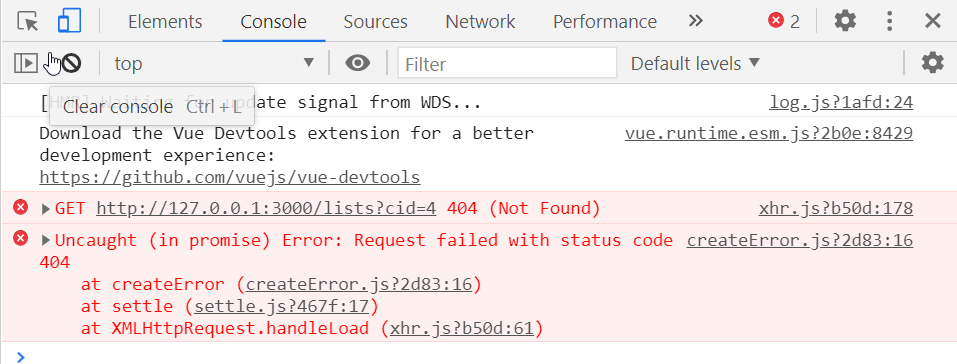 Elements Console Sources Network Performance » 2
top Filter Default levels
[HMR] Waiting for update signal from WDS... log.js?1afd:24
Clear console Ctrl + L
Download the Vue Devtools extension for a better vue.runtime.esm.js?2b0e:8429
development experience:
https://github.com/vuejs/vue-devtools
GET http://127.0.0.1:3000/lists?cid=4 404 (Not Found) xhr.js?b50d:178
Uncaught (in promise) Error: Request failed with status code createError.js?2d83:16
404
at createError (createError.js?2d83:16)
at settle (settle.js?467f:17)
at XMLHttpRequest.handleLoad (xhr.js?b50d:61)